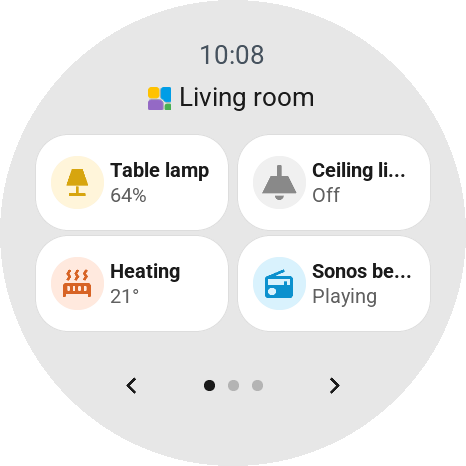 10:08
Living room
Table lamp
64%
Ceiling li...
Off
Heating
21°
Sonos be...
Playing